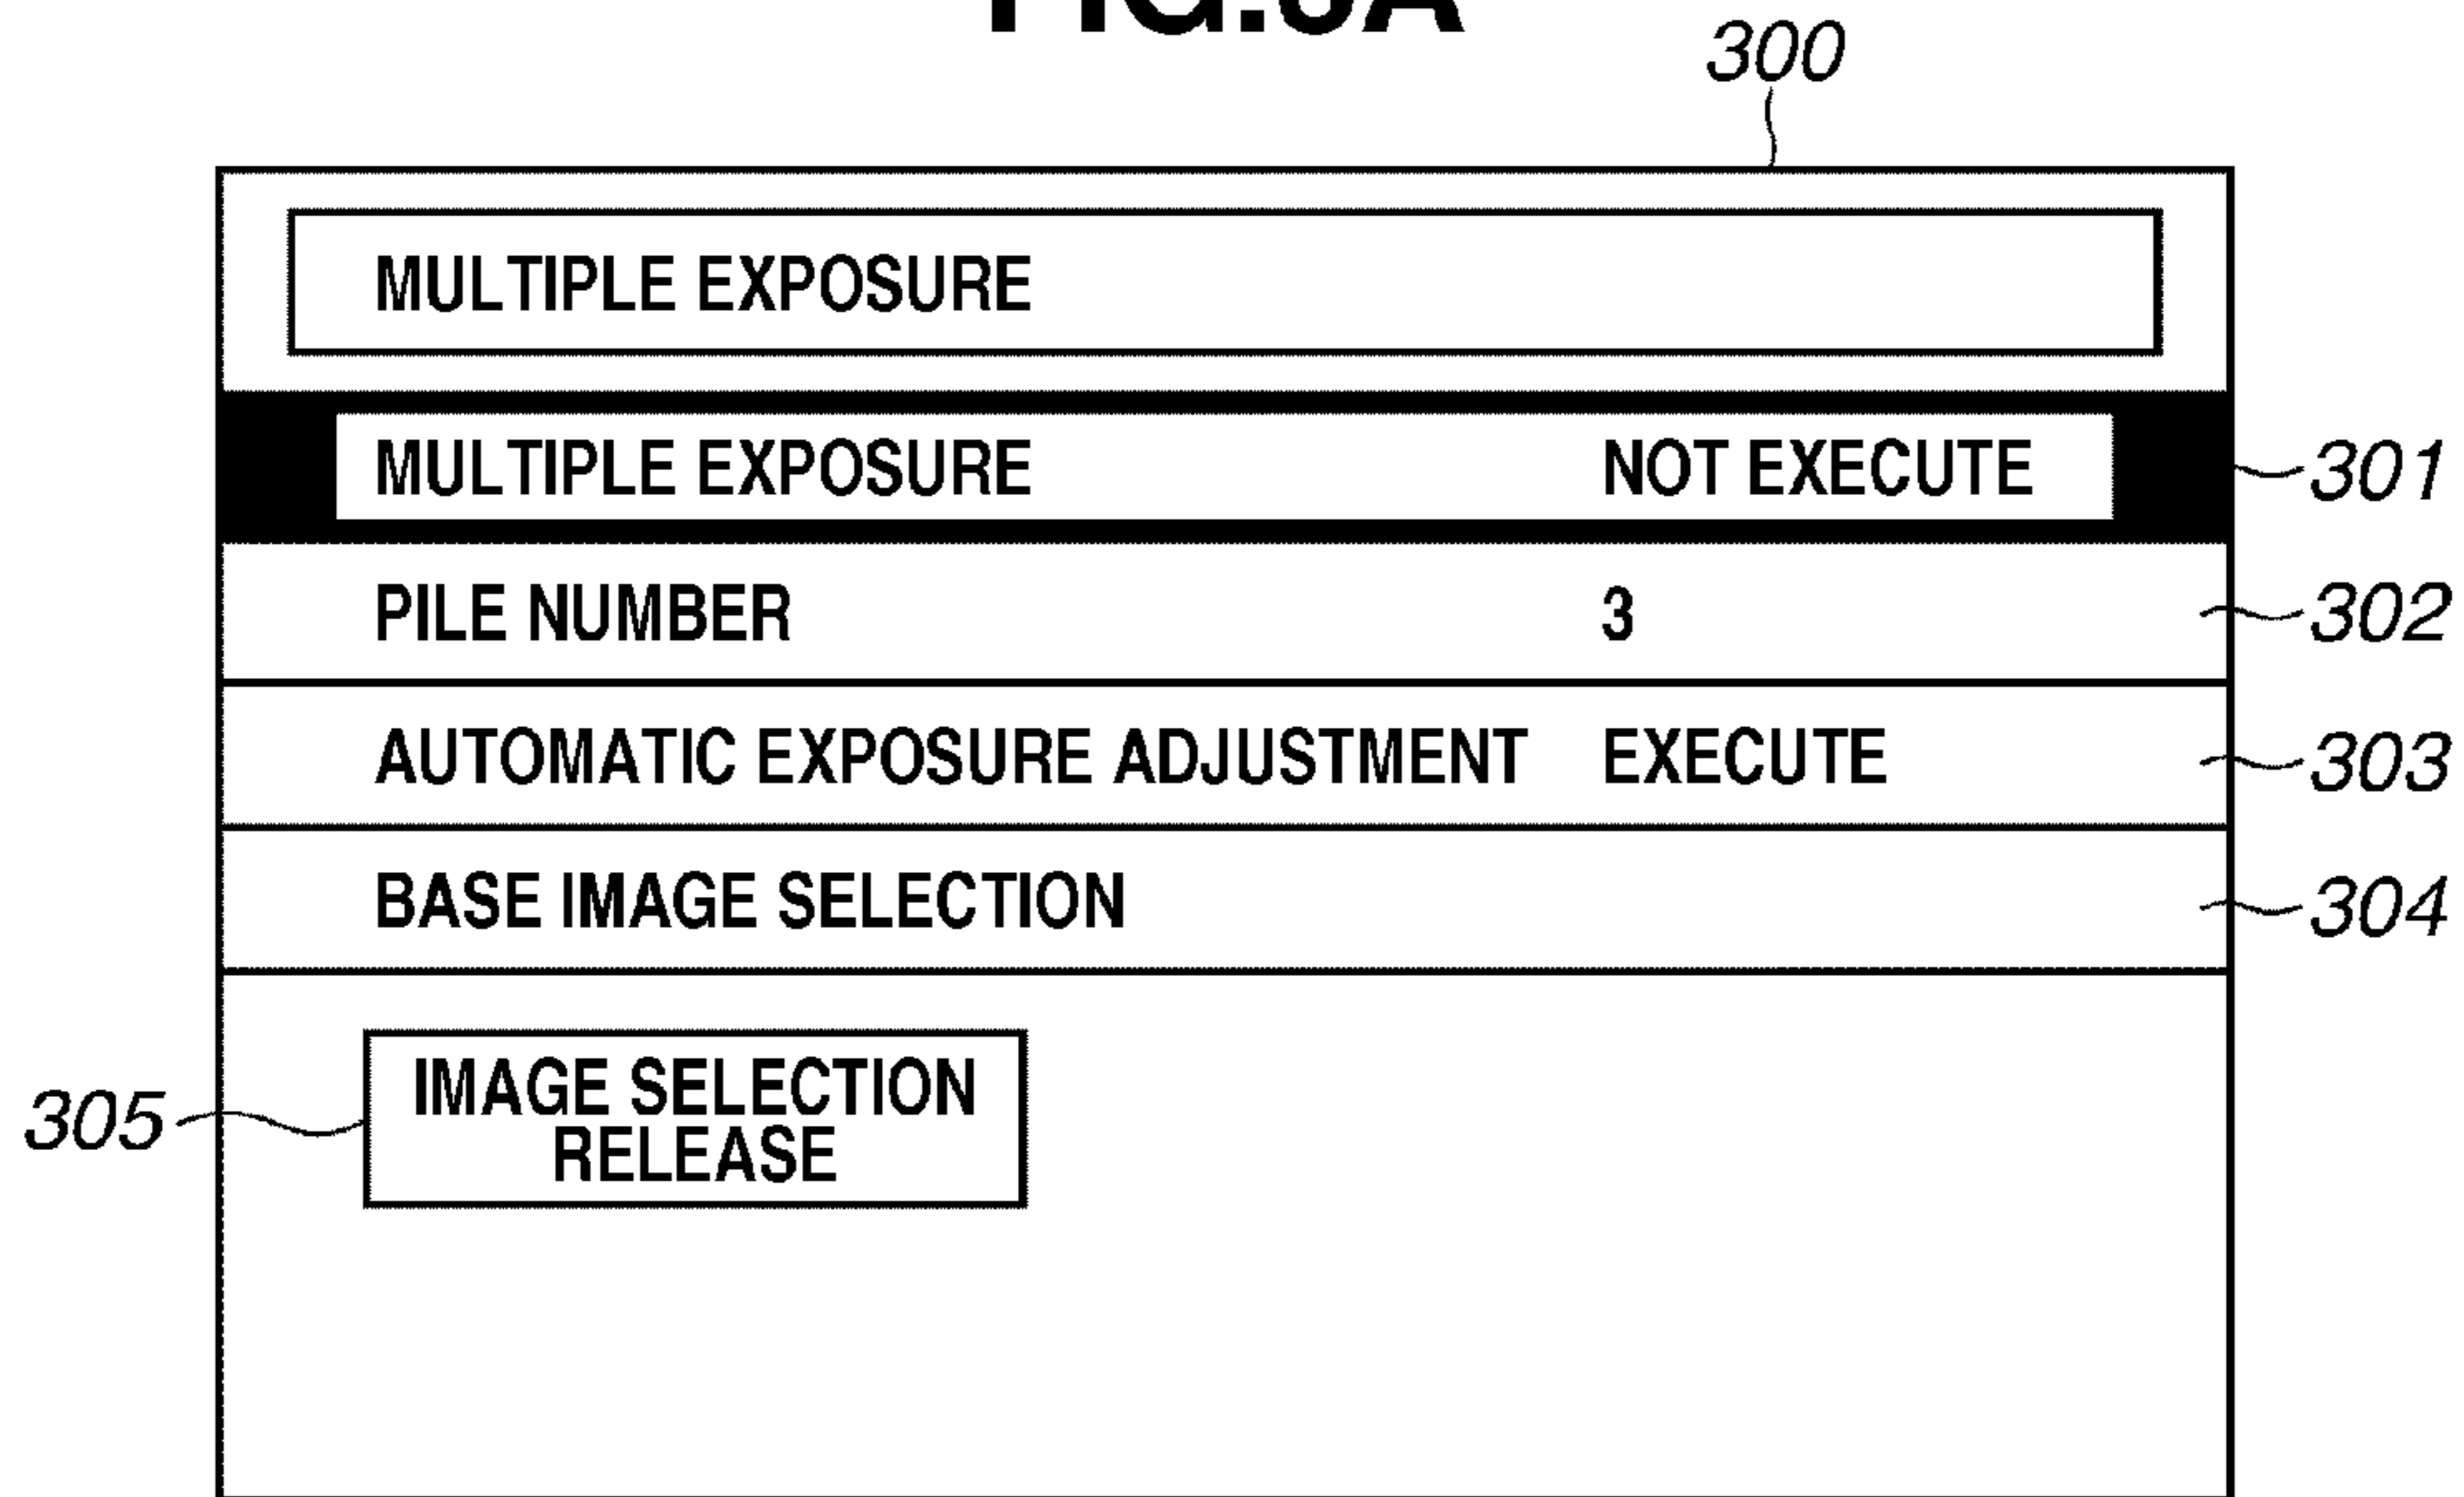 300
MULTIPLE EXPOSURE
MULTIPLE EXPOSURE NOT EXECUTE 301
PILE NUMBER 3 302
AUTOMATIC EXPOSURE ADJUSTMENT EXECUTE 303
BASE IMAGE SELECTION 304
305 IMAGE SELECTION
RELEASE